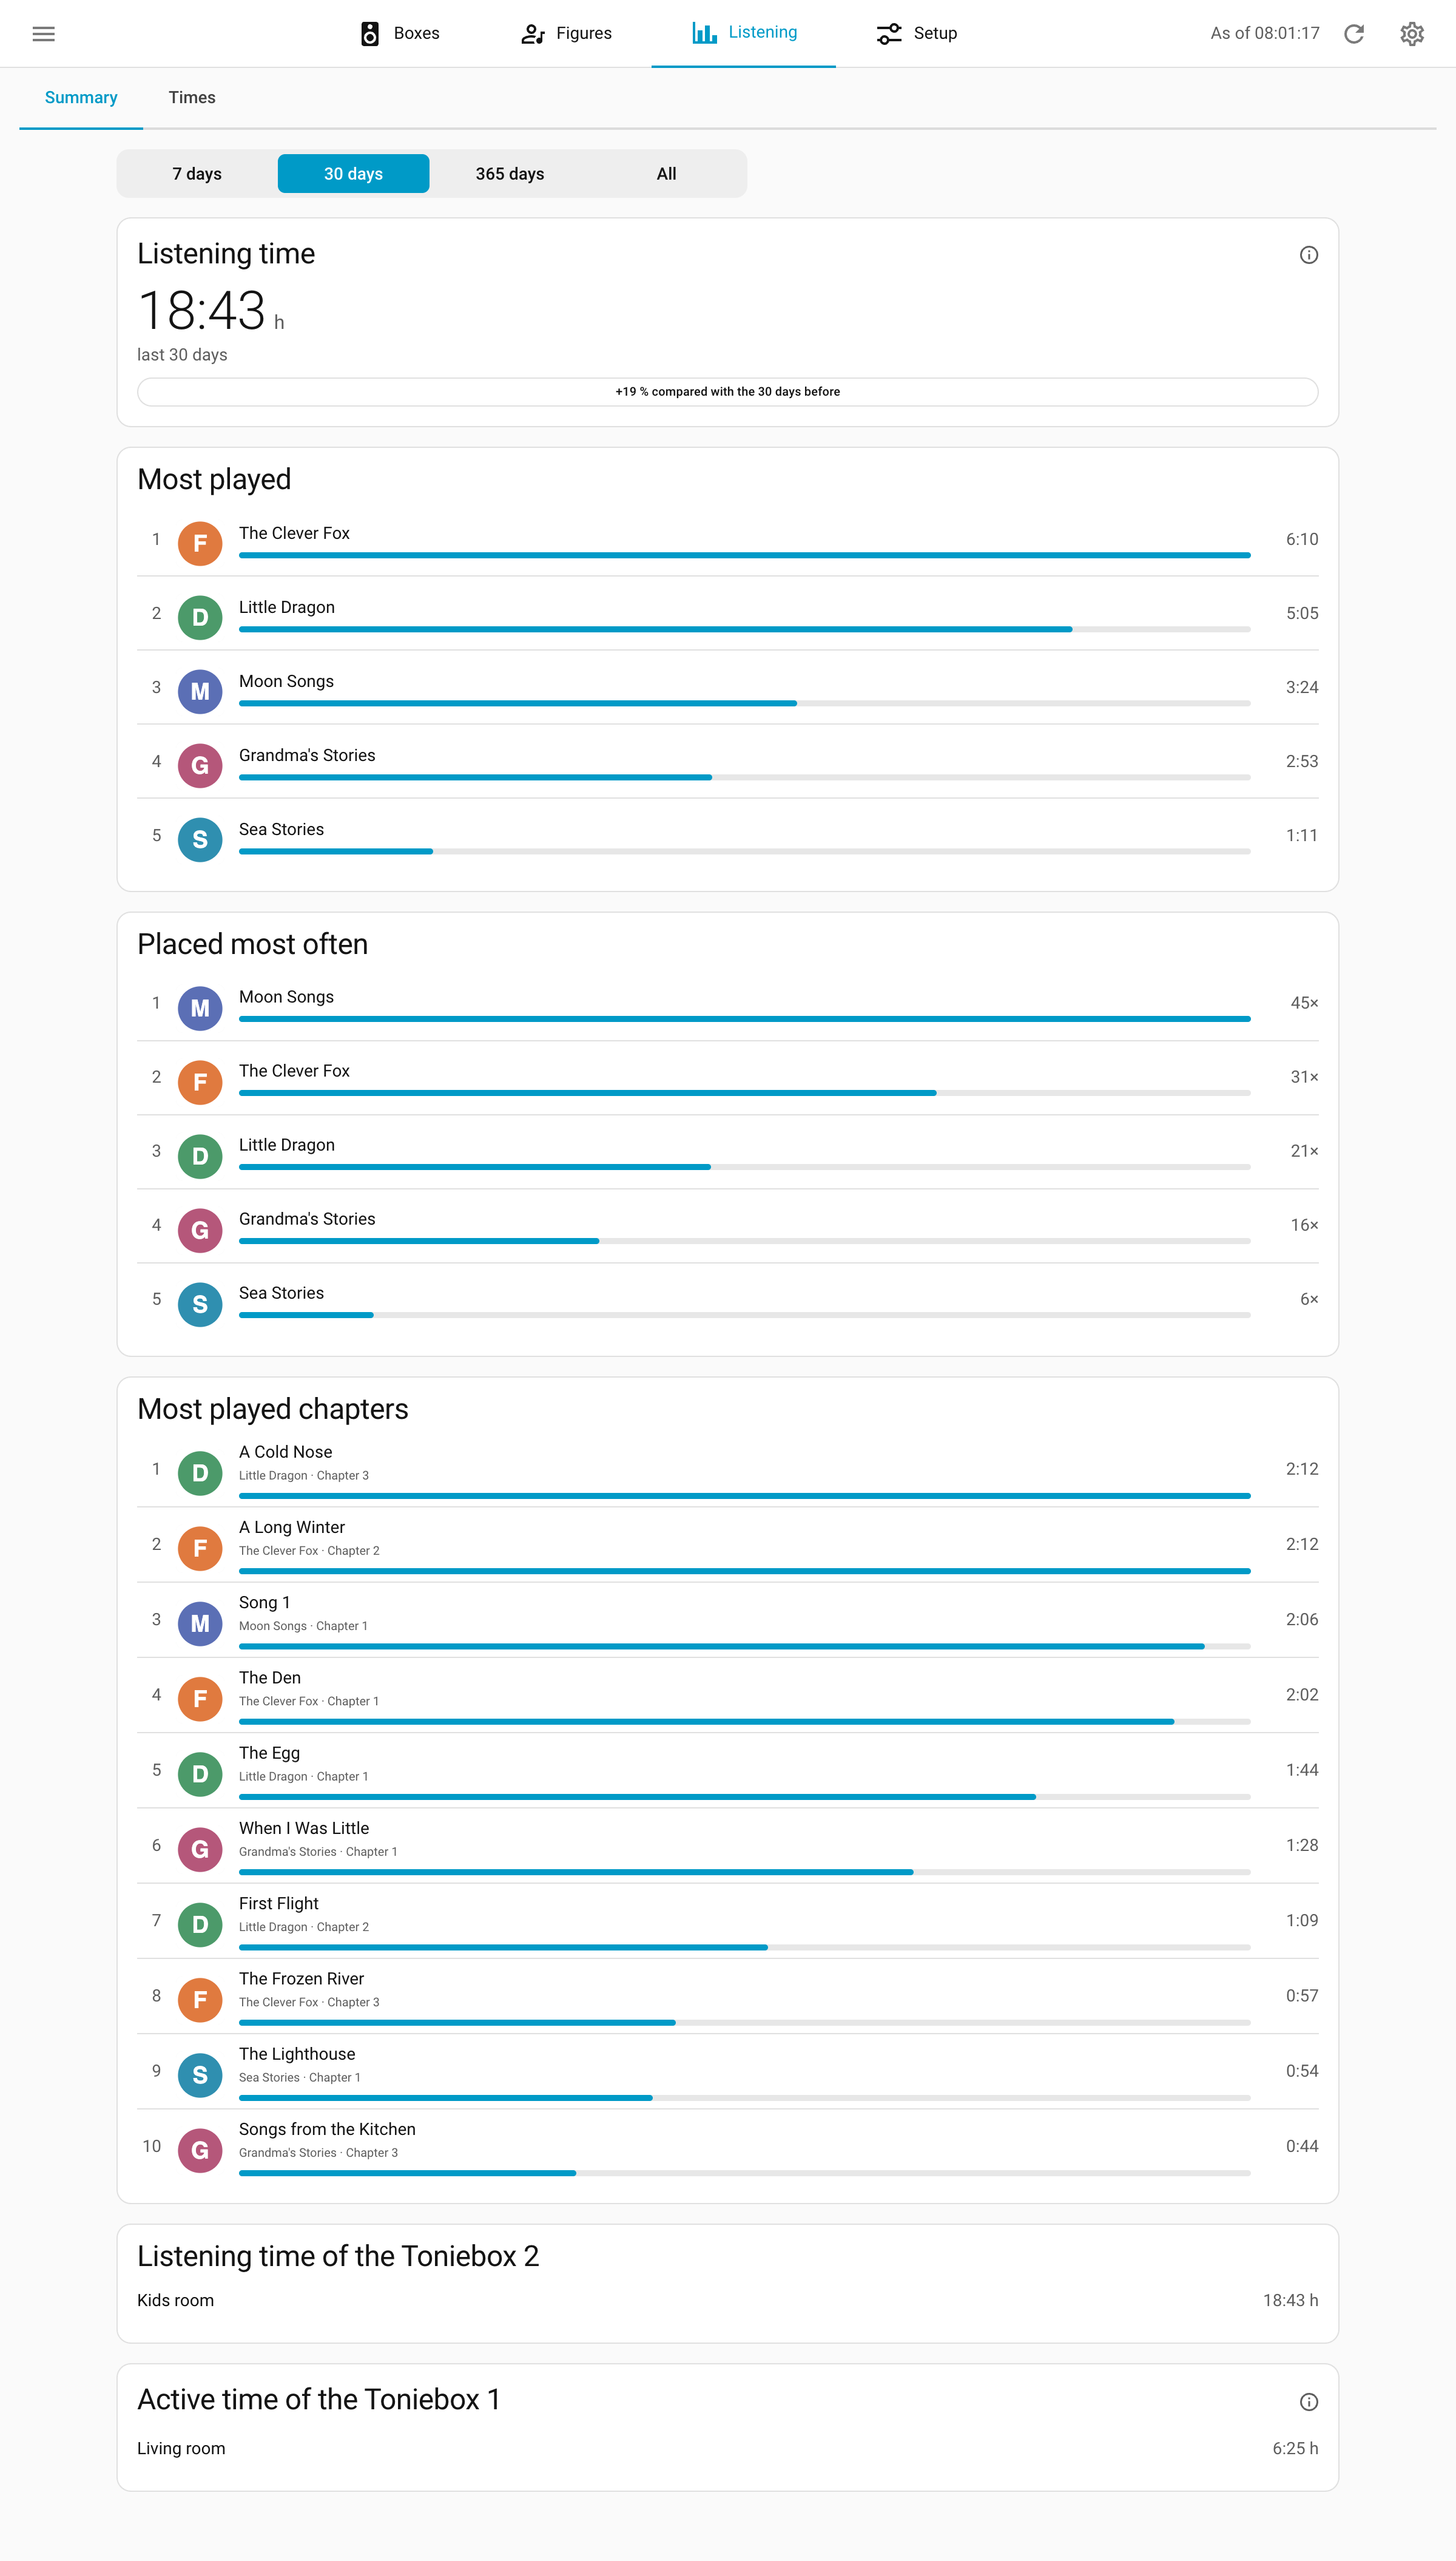 Boxes
Figures
Listening
Setup
As of 08:01:17
Summary
Times
7 days
30 days
365 days
All
Listening time
18:43 h
last 30 days
+19 % compared with the 30 days before
Most played
1 F The Clever Fox 6:10
2 D Little Dragon 5:05
3 M Moon Songs 3:24
4 G Grandma's Stories 2:53
5 S Sea Stories 1:11
Placed most often
1 M Moon Songs 45×
2 F The Clever Fox 31×
3 D Little Dragon 21×
4 G Grandma's Stories 16×
5 S Sea Stories 6×
Most played chapters
1 D A Cold Nose 2:12
Little Dragon · Chapter 3
2 F A Long Winter 2:12
The Clever Fox · Chapter 2
3 M Song 1 2:06
Moon Songs · Chapter 1
4 F The Den 2:02
The Clever Fox · Chapter 1
5 D The Egg 1:44
Little Dragon · Chapter 1
6 G When I Was Little 1:28
Grandma's Stories · Chapter 1
7 D First Flight 1:09
Little Dragon · Chapter 2
8 F The Frozen River 0:57
The Clever Fox · Chapter 3
9 S The Lighthouse 0:54
Sea Stories · Chapter 1
10 G Songs from the Kitchen 0:44
Grandma's Stories · Chapter 3
Listening time of the Toniebox 2
Kids room 18:43 h
Active time of the Toniebox 1
Living room 6:25 h